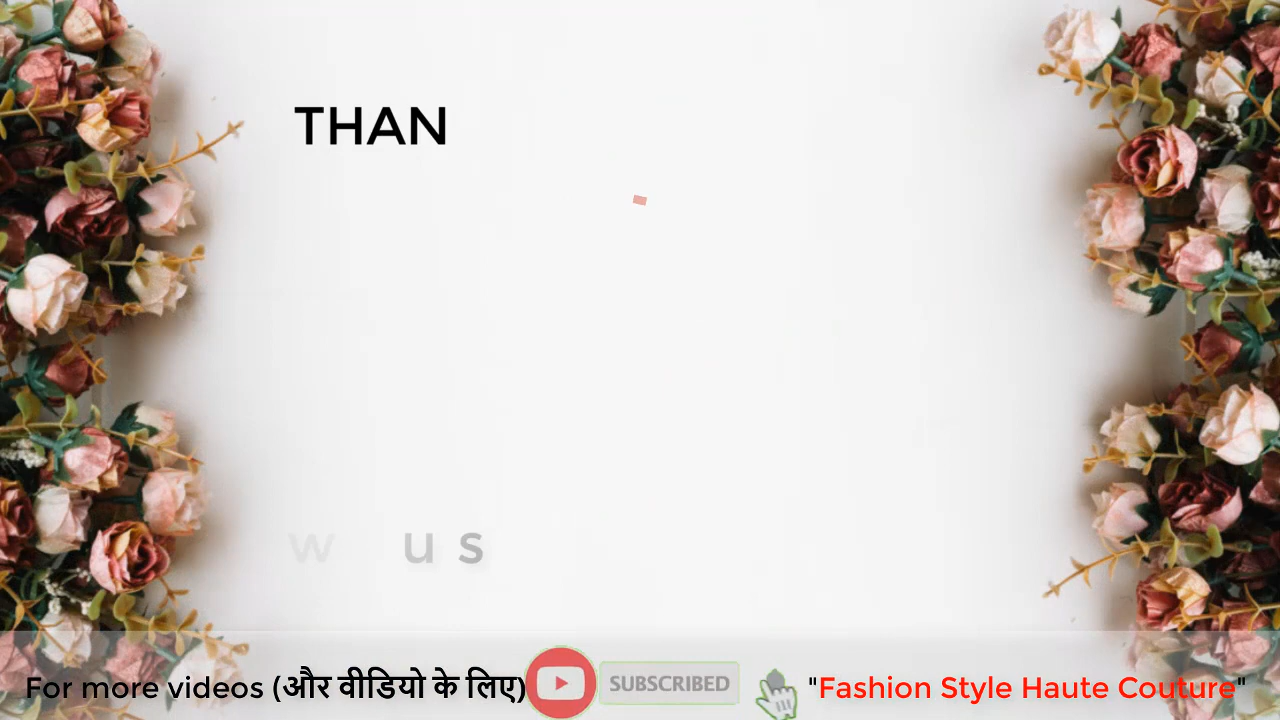 THAN
w u s
For more videos (और वीडियो के लिए) SUBSCRIBED "Fashion Style Haute Couture"